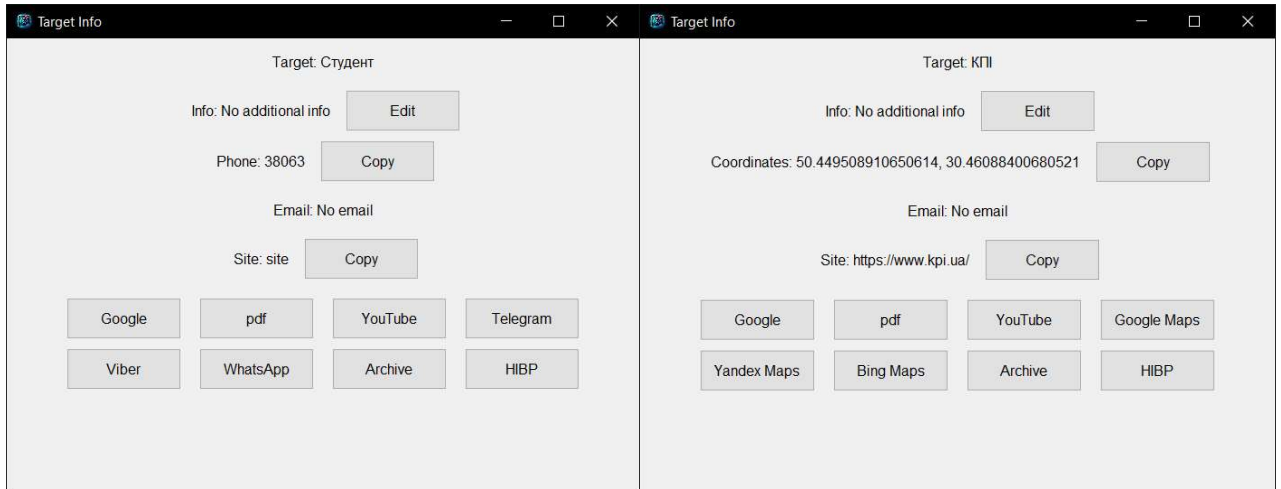 Target Info
Target: Студент
Info: No additional info Edit
Phone: 38063 Copy
Email: No email
Site: site Copy
Google pdf YouTube Telegram
Viber WhatsApp Archive HIBP
Target Info
Target: КПІ
Info: No additional info Edit
Coordinates: 50.449508910650614, 30.46088400680521 Copy
Email: No email
Site: https://www.kpi.ua/ Copy
Google pdf YouTube Google Maps
Yandex Maps Bing Maps Archive HIBP